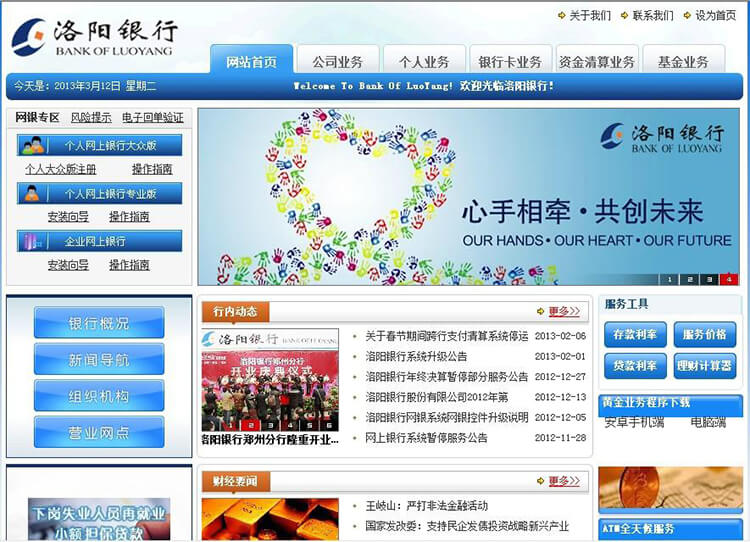 关于我们 联系我们 设为首页
洛阳银行
BANK OF LUOYANG
网站首页 公司业务 个人业务 银行卡业务 资金清算业务 基金业务
今天是：2013年3月12日 星期二
Welcome To Bank Of LuoYang! 欢迎光临洛阳银行！
网银专区 风险提示 电子回单验证
个人网上银行大众版
个人大众版注册 操作指南
个人网上银行专业版
安装向导 操作指南
企业网上银行
安装向导 操作指南
洛阳银行
BANK OF LUOYANG
心手相牵·共创未来
OUR HANDS • OUR HEART • OUR FUTURE
1 2 3 4
银行概况
新闻导航
组织机构
营业网点
下岗失业人员再就业
小额担保贷款
行内动态 更多>>
洛阳银行 BANK OF LUOYANG
洛阳银行郑州分行
开业庆典仪式
1 2 3 4 5 6
洛阳银行郑州分行隆重开业...
关于春节期间跨行支付清算系统停运 2013-02-06
洛阳银行系统升级公告 2013-02-06
洛阳银行年终决算暂停部分服务公告 2012-12-27
洛阳银行股份有限公司2012年第 2012-12-13
洛阳银行网银系统网银控件升级说明 2012-12-05
网上银行系统暂停服务公告 2012-11-28
财经要闻 更多>>
王岐山：严打非法金融活动
国家发改委：支持民企发债投资战略新兴产业
服务工具
存款利率 服务价格
贷款利率 理财计算器
黄金业务程序下载
安卓手机端 电脑端
ATM全天候服务